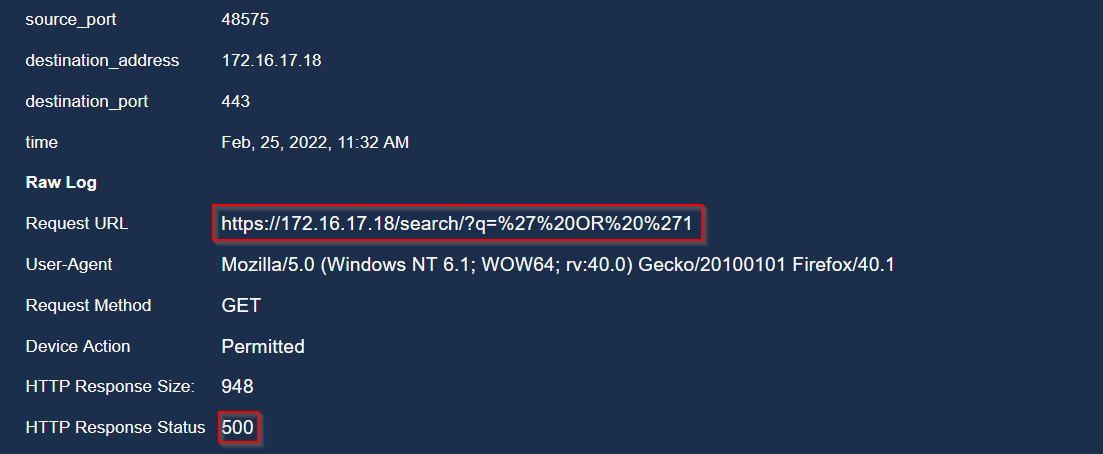 source_port 48575
destination_address 172.16.17.18
destination_port 443
time Feb, 25, 2022, 11:32 AM
Raw Log
Request URL https://172.16.17.18/search/?q=%27%20OR%20%271
User-Agent Mozilla/5.0 (Windows NT 6.1; WOW64; rv:40.0) Gecko/20100101 Firefox/40.1
Request Method GET
Device Action Permitted
HTTP Response Size: 948
HTTP Response Status 500